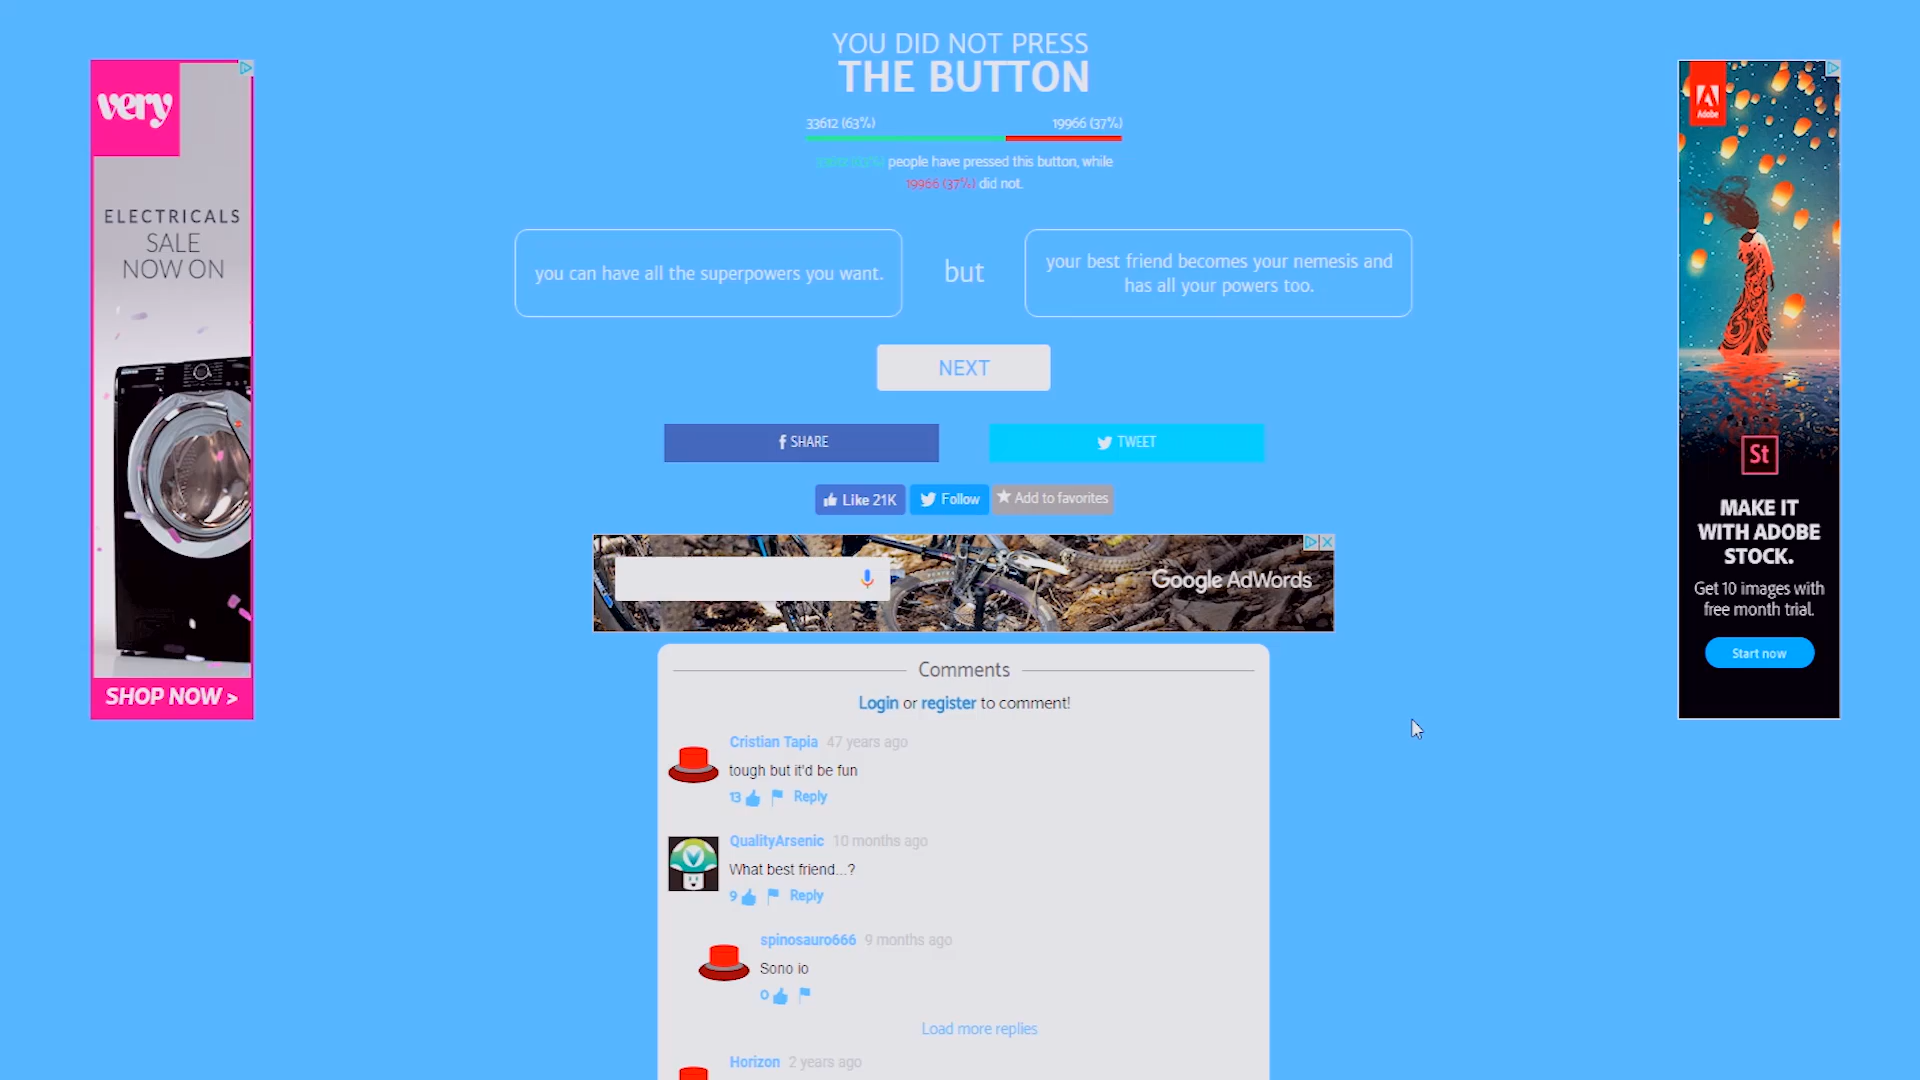 YOU DID NOT PRESS
THE BUTTON
33612 (63%)
19966 (37%)
33612 (63%) people have pressed this button, while
19966 (37%) did not.
you can have all the superpowers you want.
but
your best friend becomes your nemesis and
has all your powers too.
NEXT
SHARE
TWEET
Like 21K
Follow
Add to favorites
Google AdWords
Comments
Login or register to comment!
Cristian Tapia 47 years ago
tough but it'd be fun
13 Reply
QualityArsenic 10 months ago
What best friend...?
9 Reply
spinosauro666 9 months ago
Sono io
0
Load more replies
Horizon 2 years ago
very
ELECTRICALS
SALE
NOW ON
SHOP NOW >
Adobe
St
MAKE IT
WITH ADOBE
STOCK.
Get 10 images with
free month trial.
Start now